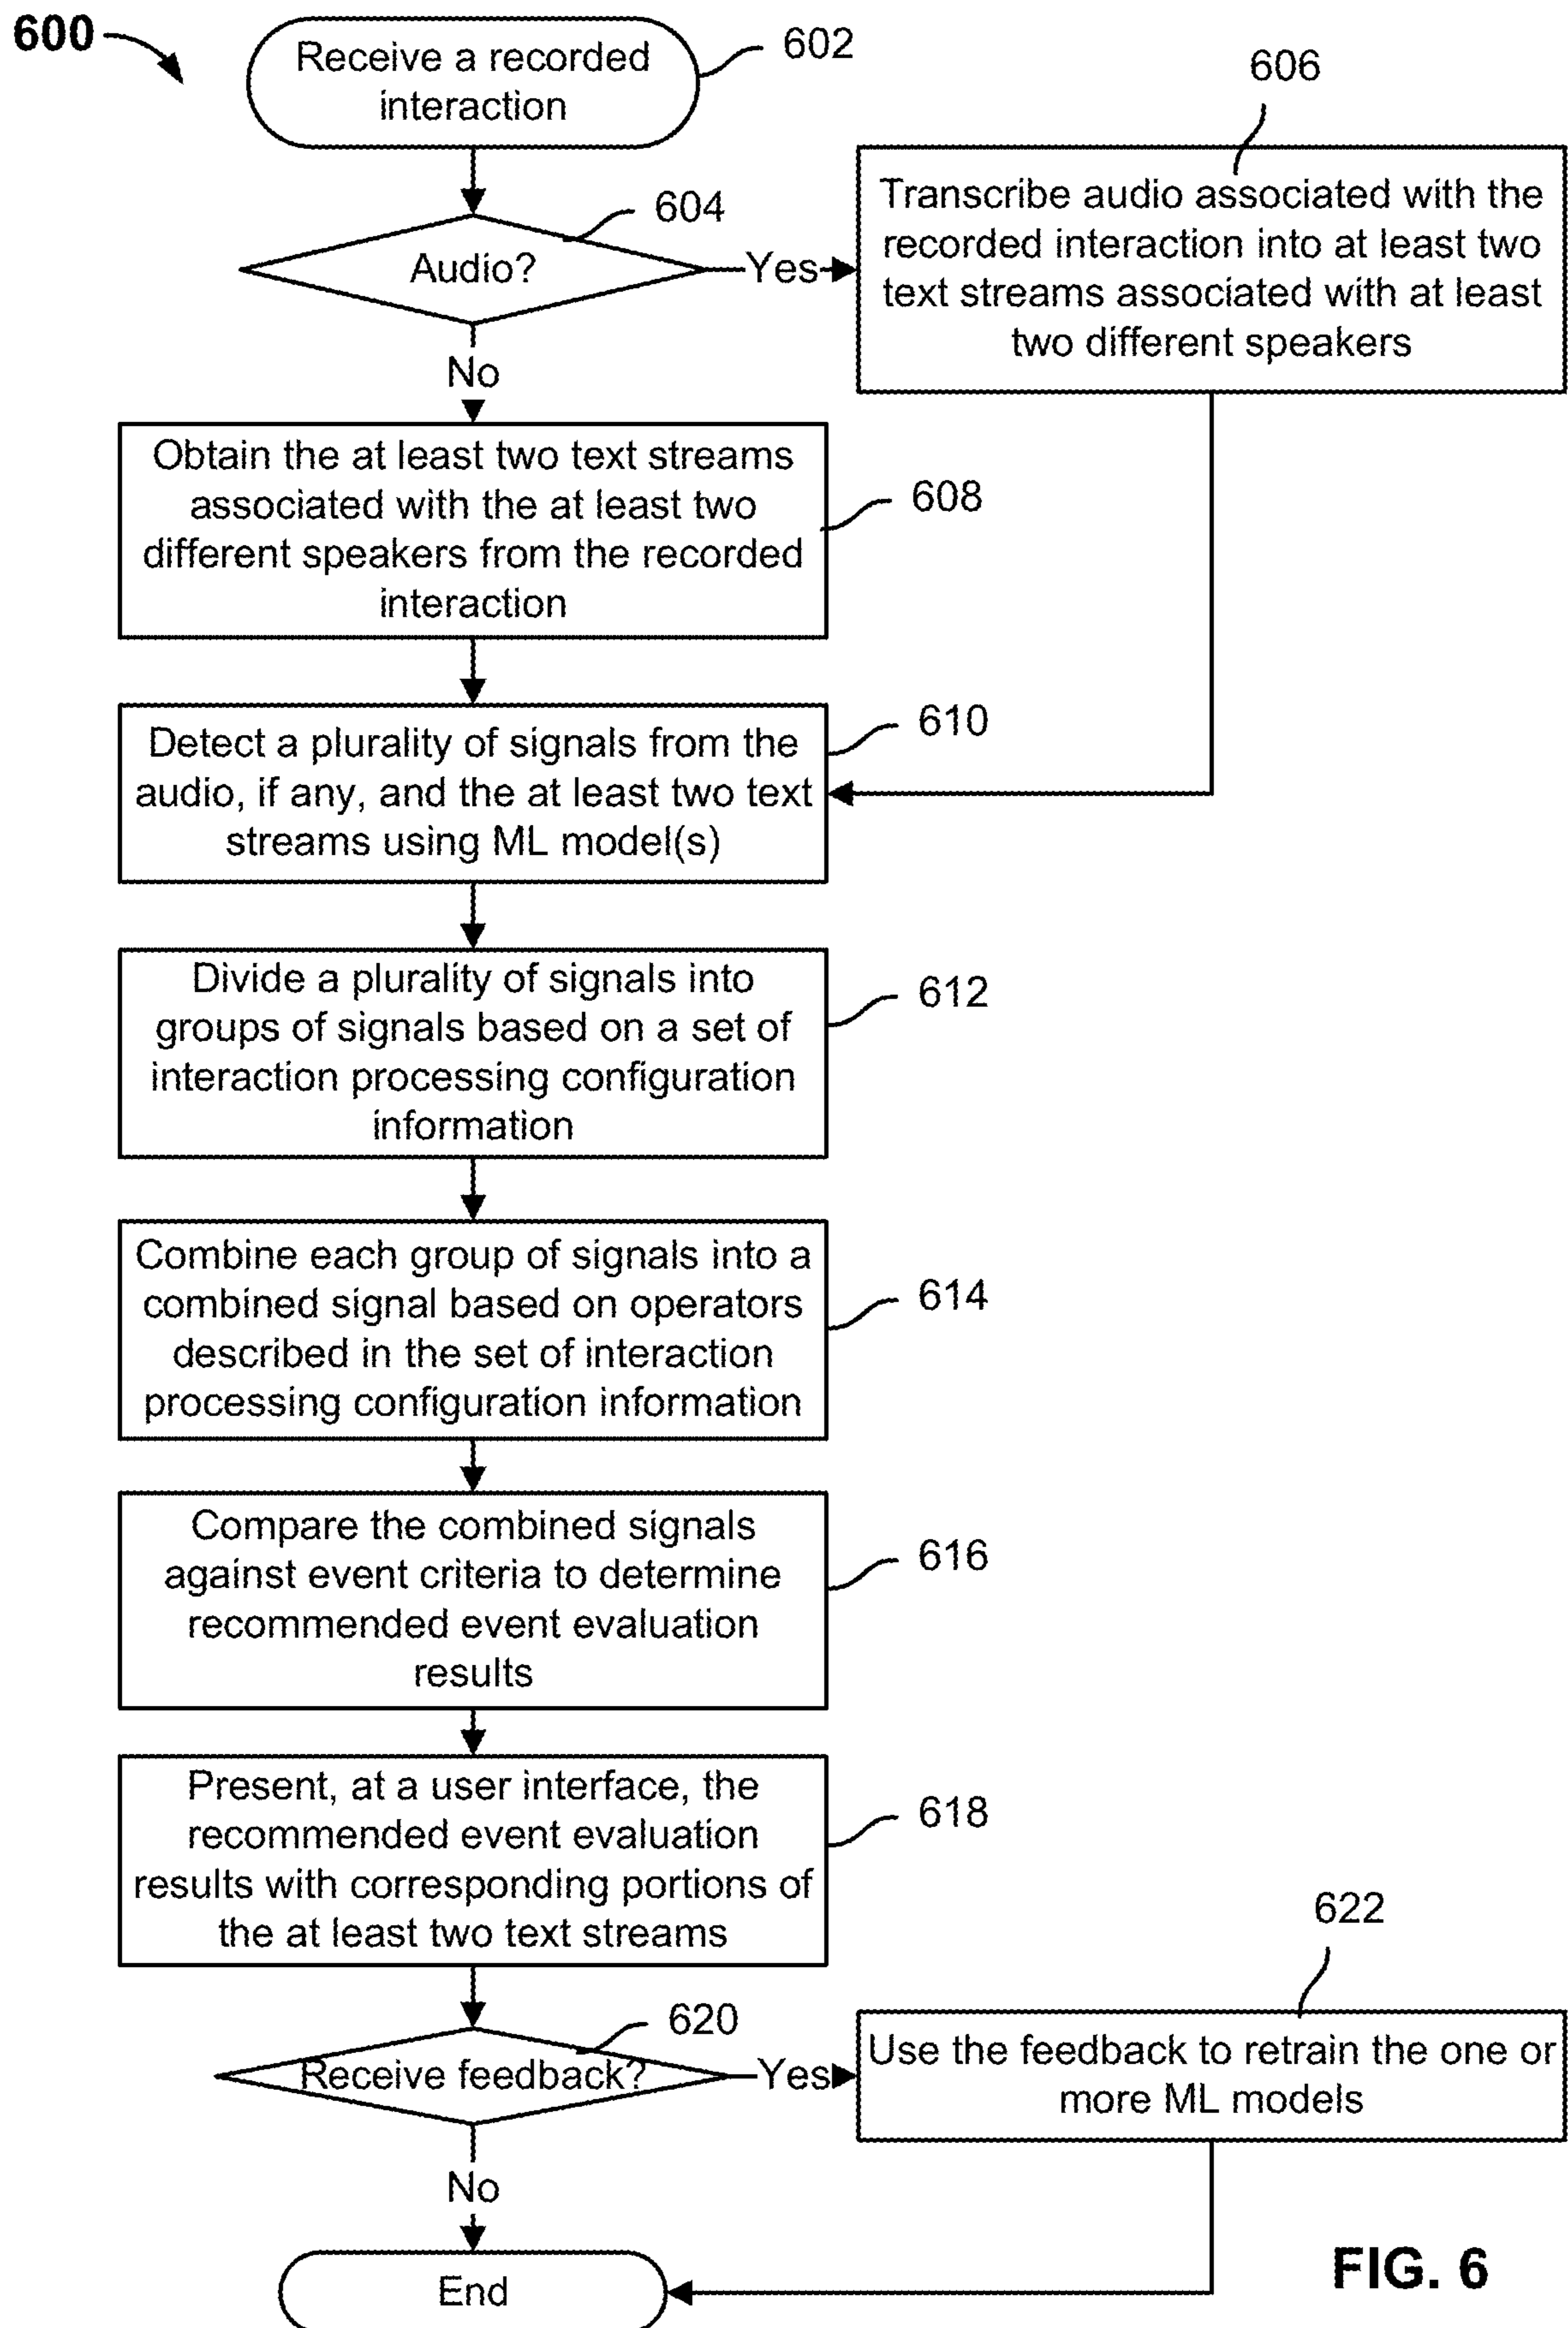 600
Receive a recorded
interaction
602
606
Transcribe audio associated with the
recorded interaction into at least two
text streams associated with at least
two different speakers
604
Audio?
Yes
No
Obtain the at least two text streams
associated with the at least two
different speakers from the recorded
interaction
608
Detect a plurality of signals from the
audio, if any, and the at least two text
streams using ML model(s)
610
Divide a plurality of signals into
groups of signals based on a set of
interaction processing configuration
information
612
Combine each group of signals into a
combined signal based on operators
described in the set of interaction
processing configuration information
614
Compare the combined signals
against event criteria to determine
recommended event evaluation
results
616
Present, at a user interface, the
recommended event evaluation
results with corresponding portions of
the at least two text streams
618
620
Receive feedback?
Yes
622
Use the feedback to retrain the one or
more ML models
No
End
FIG. 6